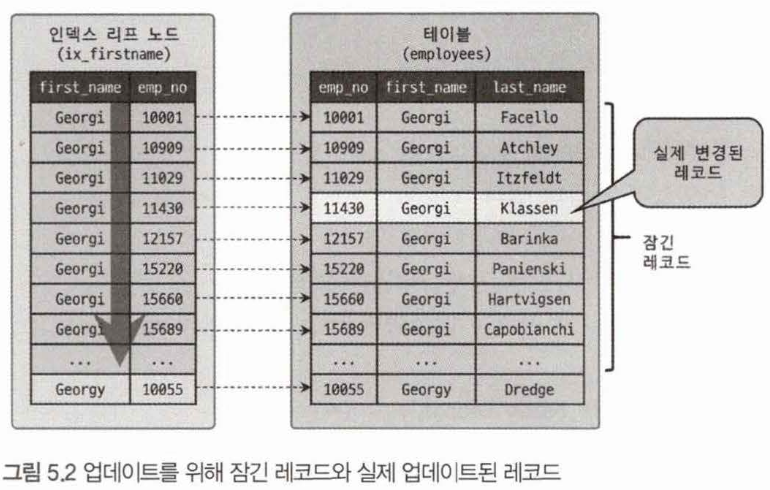 인덱스 리프 노드
(ix_firstname)
first_name emp_no
Georgi 10001
Georgi 10909
Georgi 11029
Georgi 11430
Georgi 12157
Georgi 15220
Georgi 15660
Georgi 15689
... ...
Georgy 10055
테이블
(employees)
emp_no first_name last_name
10001 Georgi Facello
10909 Georgi Atchley
11029 Georgi Itzfeldt
11430 Georgi Klassen
12157 Georgi Barinka
15220 Georgi Panienski
15660 Georgi Hartvigsen
15689 Georgi Capobianchi
... ... ...
10055 Georgy Dredge
실제 변경된
레코드
잠긴
레코드
그림 5.2 업데이트를 위해 잠긴 레코드와 실제 업데이트된 레코드